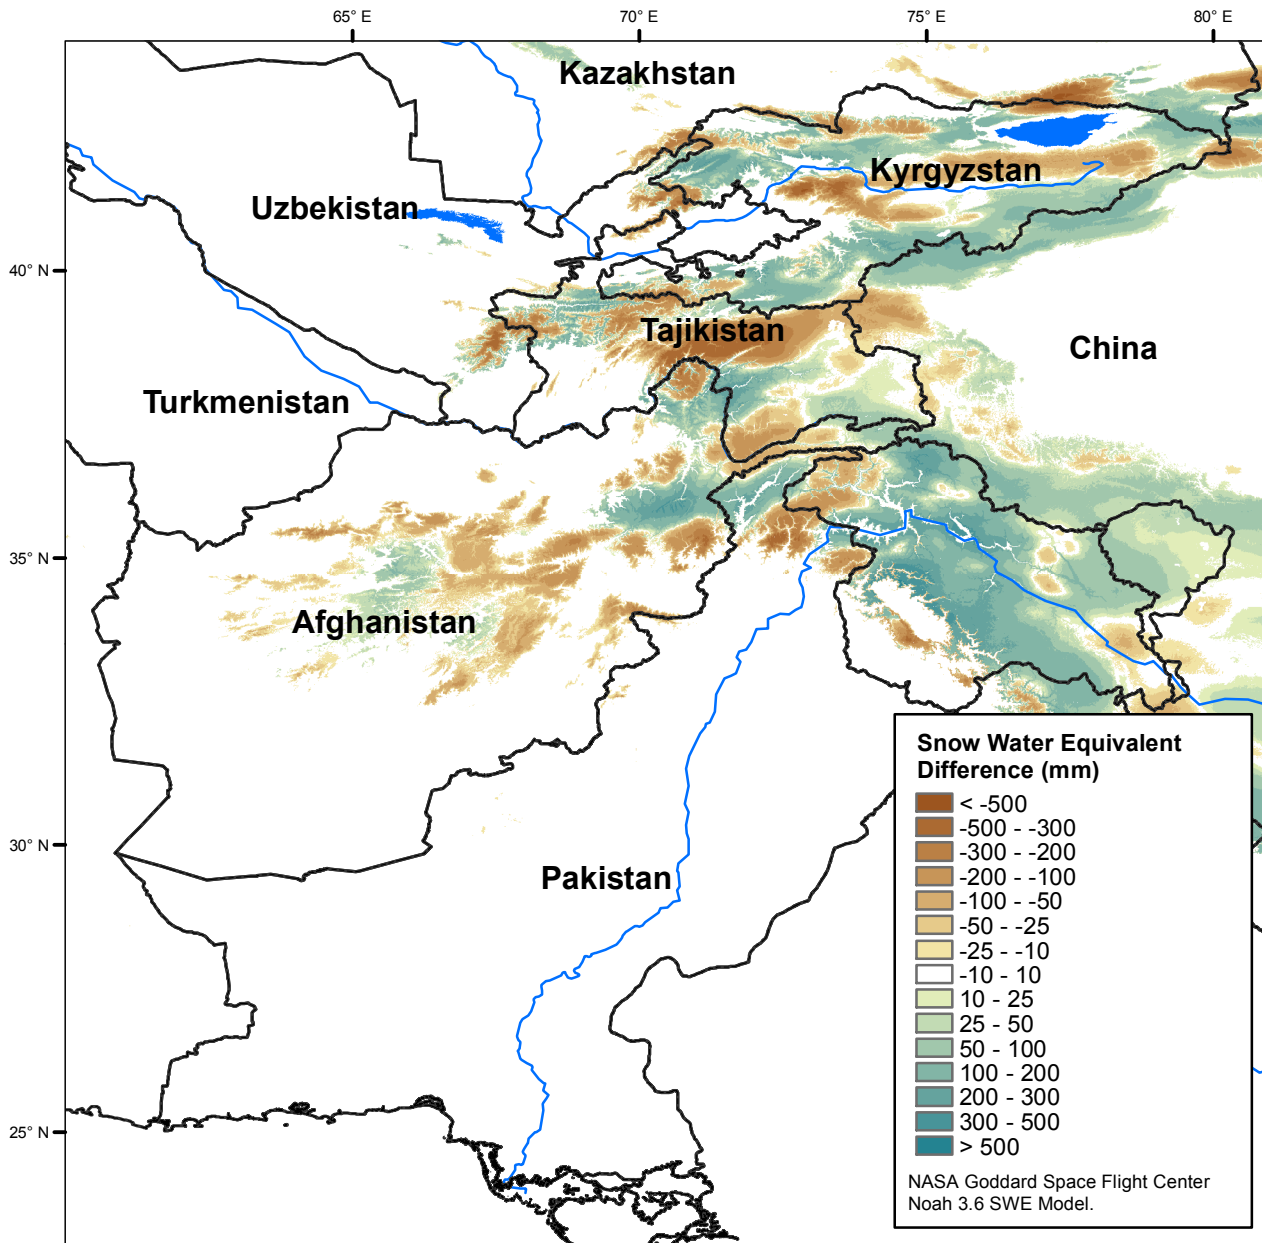 65° E
70° E
75° E
80° E
Kazakhstan
Kyrgyzstan
Uzbekistan
40° N
Tajikistan
China
Turkmenistan
35° N
Afghanistan
Snow Water Equivalent
Difference (mm)
< -500
-500 - -300
-300 - -200
-200 - -100
-100 - -50
-50 - -25
-25 - -10
-10 - 10
10 - 25
25 - 50
50 - 100
100 - 200
200 - 300
300 - 500
> 500
NASA Goddard Space Flight Center
Noah 3.6 SWE Model.
30° N
Pakistan
25° N